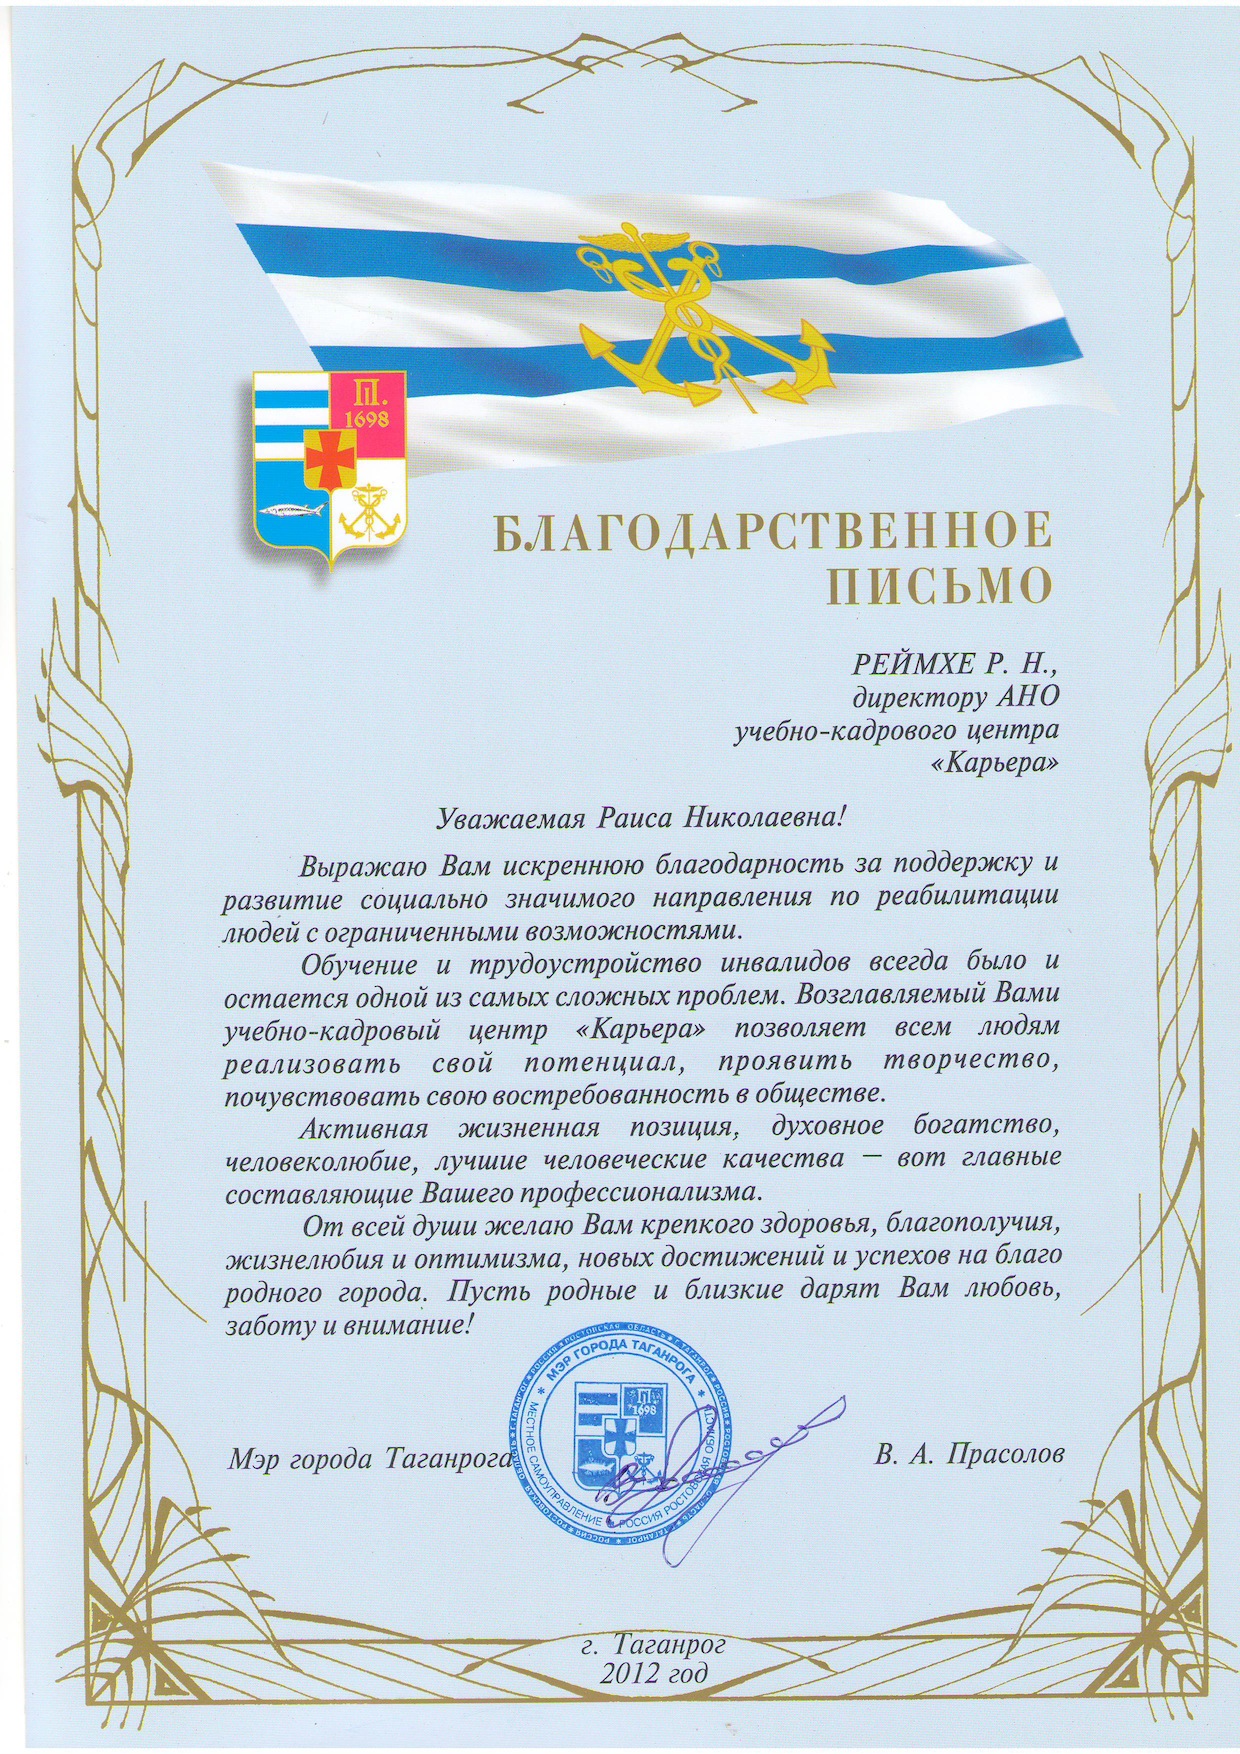 П.
1698
БЛАГОДАРСТВЕННОЕ
ПИСЬМО
РЕЙМХЕ Р. Н.,
директору АНО
учебно-кадрового центра
«Карьера»
Уважаемая Раиса Николаевна!
Выражаю Вам искреннюю благодарность за поддержку и
развитие социально значимого направления по реабилитации
людей с ограниченными возможностями.
Обучение и трудоустройство инвалидов всегда было и
остается одной из самых сложных проблем. Возглавляемый Вами
учебно-кадровый центр «Карьера» позволяет всем людям
реализовать свой потенциал, проявить творчество,
почувствовать свою востребованность в обществе.
Активная жизненная позиция, духовное богатство,
человеколюбие, лучшие человеческие качества – вот главные
составляющие Вашего профессионализма.
От всей души желаю Вам крепкого здоровья, благополучия,
жизнелюбия и оптимизма, новых достижений и успехов на благо
родного города. Пусть родные и близкие дарят Вам любовь,
заботу и внимание!
РОССИЯ * РОСТОВСКАЯ ОБЛАСТЬ * Г. ТАГАНРОГ *
* МЭР ГОРОДА ТАГАНРОГА *
МЕСТНОЕ САМОУПРАВЛЕНИЕ * РОССИЯ РОСТОВСКАЯ ОБЛАСТЬ
П.
1698
Мэр города Таганрога
В. А. Прасолов
г. Таганрог
2012 год